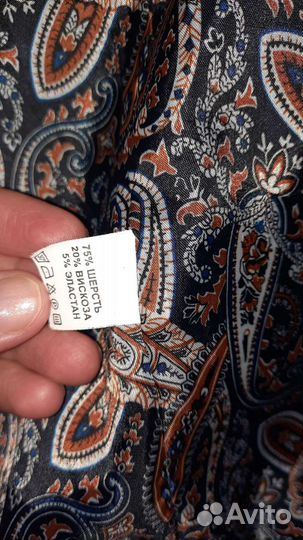 75% ШЕРСТЬ
20% ВИСКОЗА
5% ЭЛАСТАН
Avito